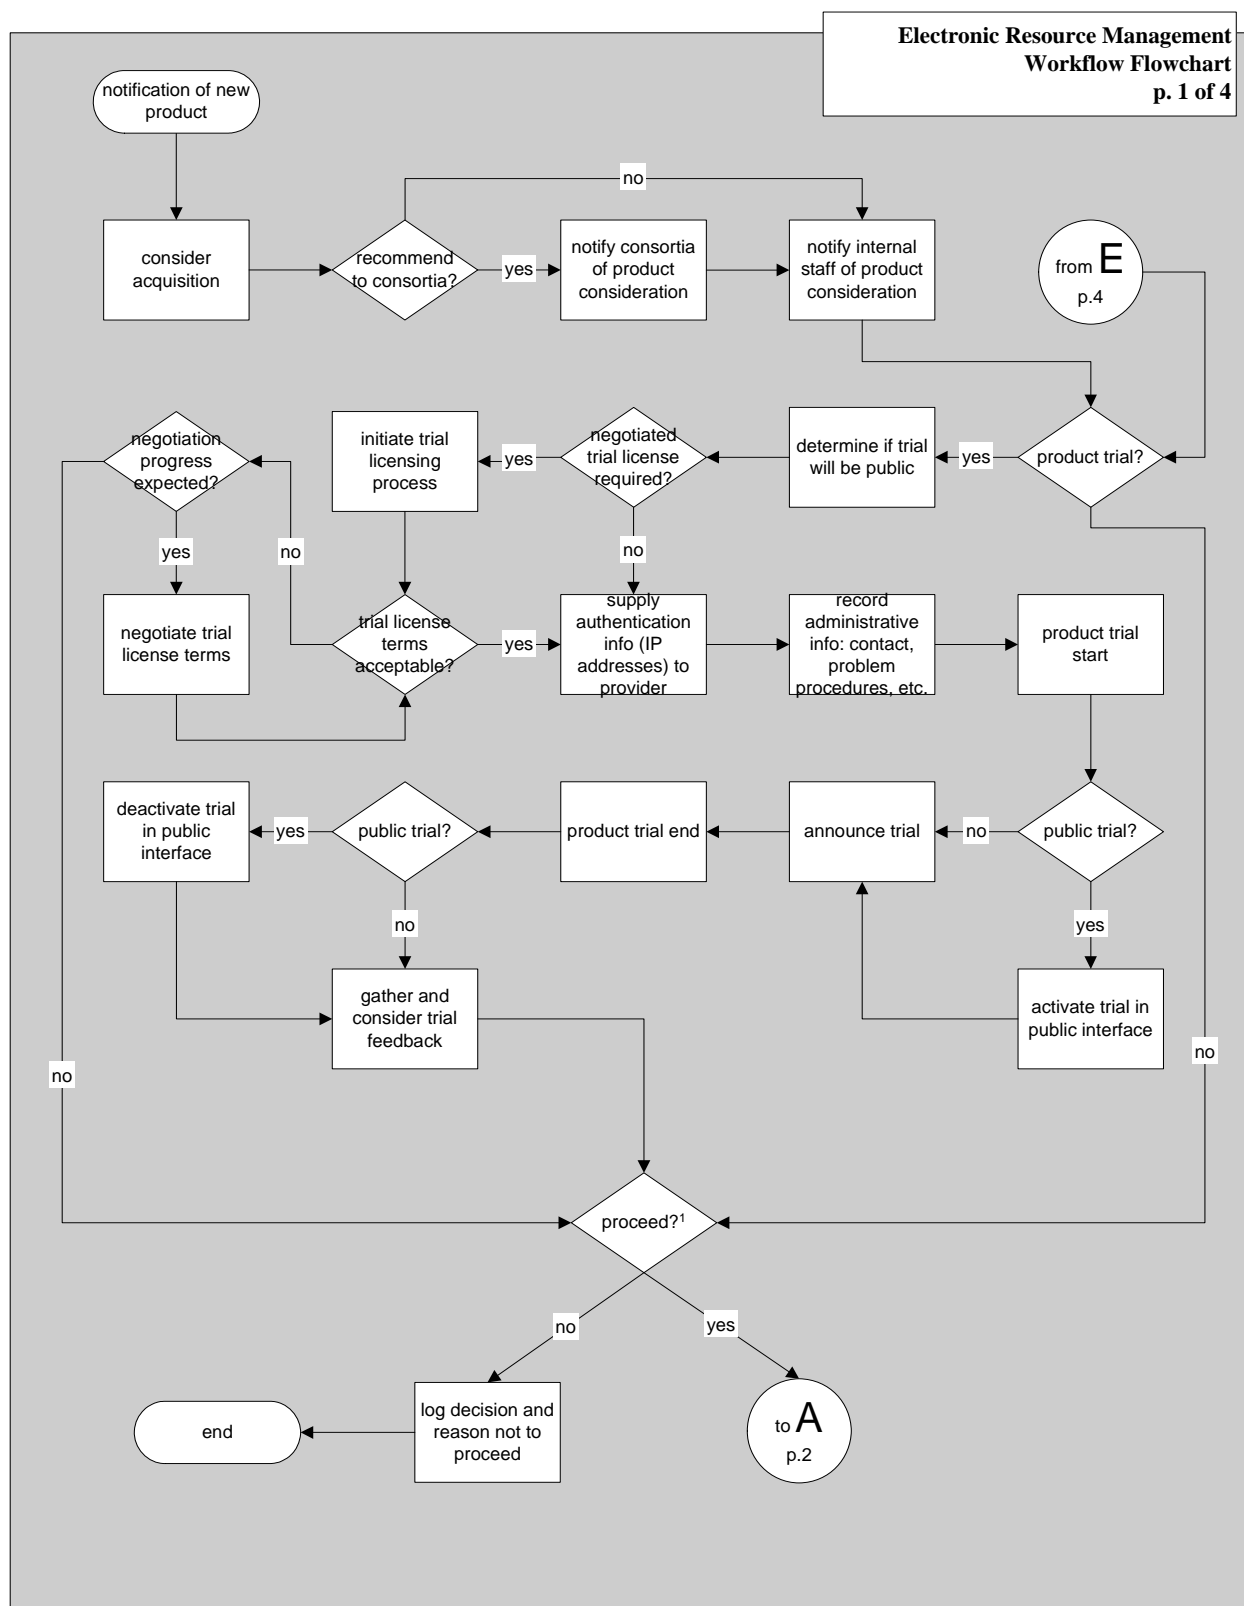 Electronic Resource Management
Workflow Flowchart
p. 1 of 4
notification of new
product
no
consider
acquisition
recommend
to consortia?
yes
notify consortia
of product
consideration
notify internal
staff of product
consideration
from E
p.4
negotiation
progress
expected?
initiate trial
licensing
process
yes
negotiated
trial license
required?
determine if trial
will be public
yes
product trial?
yes
no
no
negotiate trial
license terms
trial license
terms
acceptable?
yes
supply
authentication
info (IP
addresses) to
provider
record
administrative
info: contact,
problem
procedures, etc.
product trial
start
deactivate trial
in public
interface
yes
public trial?
product trial end
announce trial
no
public trial?
no
yes
gather and
consider trial
feedback
activate trial in
public interface
no
no
proceed?¹
no
yes
end
log decision and
reason not to
proceed
to A
p.2